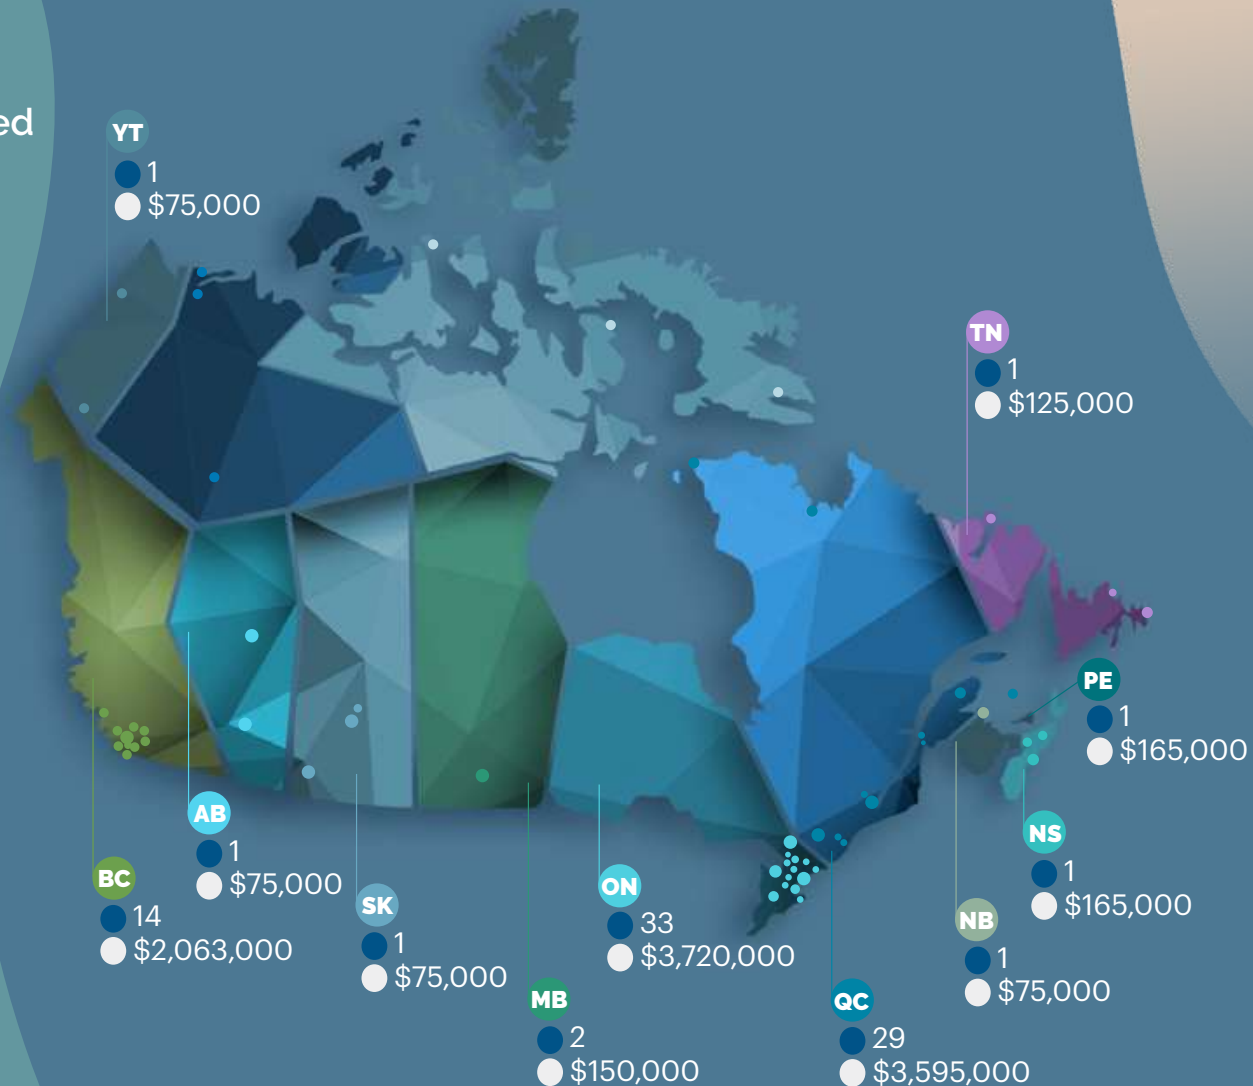 ed
YT
1
$75,000
TN
1
$125,000
PE
1
$165,000
AB
1
$75,000
NS
1
$165,000
BC
14
$2,063,000
SK
1
$75,000
ON
33
$3,720,000
NB
1
$75,000
MB
2
$150,000
QC
29
$3,595,000